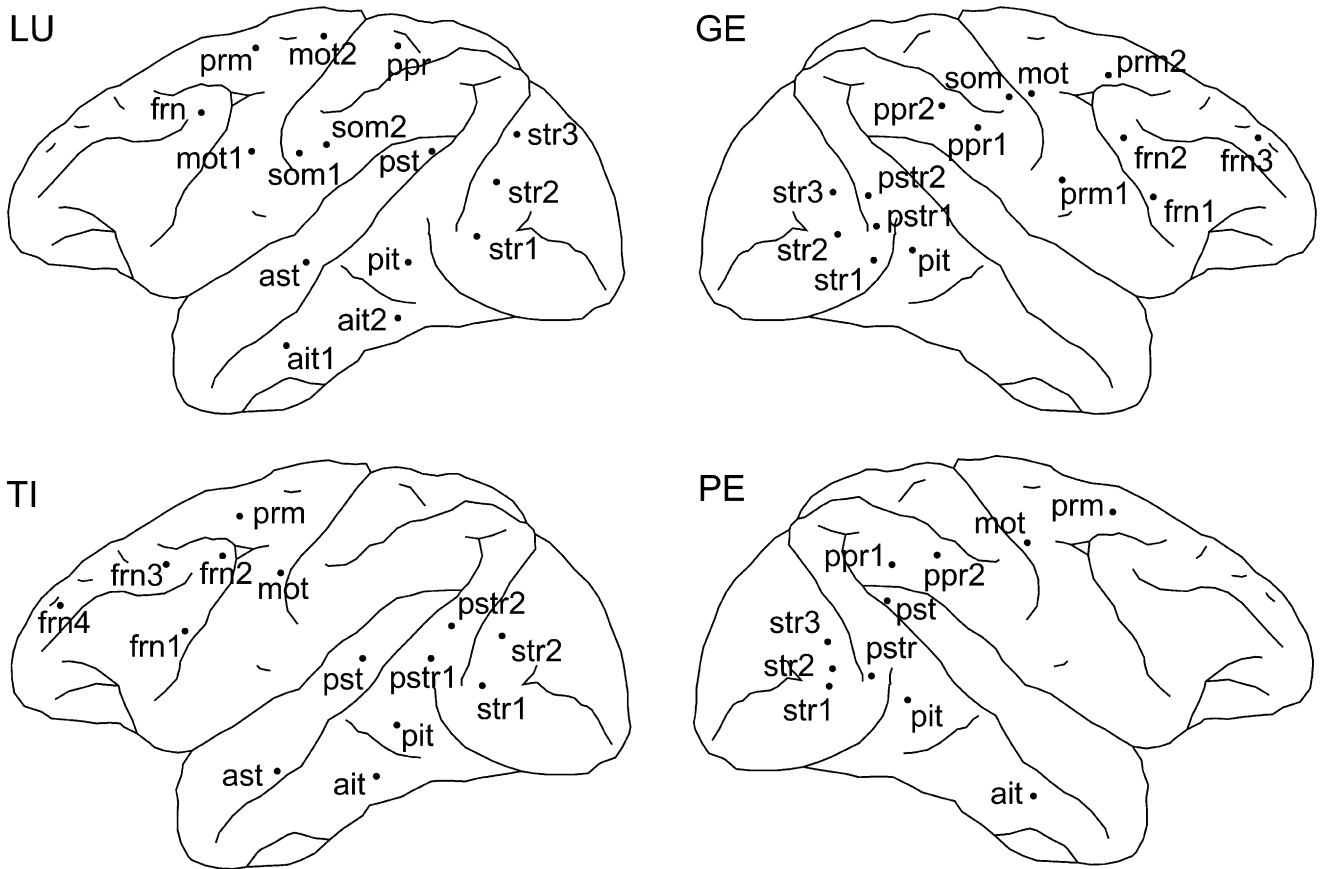 LU
prm
mot2
ppr
frn
mot1
som1
som2
pst
str3
str2
str1
ast
pit
ait2
ait1
GE
som
mot
prm2
ppr2
ppr1
frn2
frn3
pstr2
prm1
str3
pstr1
frn1
str2
str1
pit
TI
prm
frn3
frn2
mot
frn4
frn1
pstr2
str2
pst
pstr1
str1
pit
ast
ait
PE
prm
mot
ppr1
ppr2
pst
str3
pstr
str2
str1
pit
ait